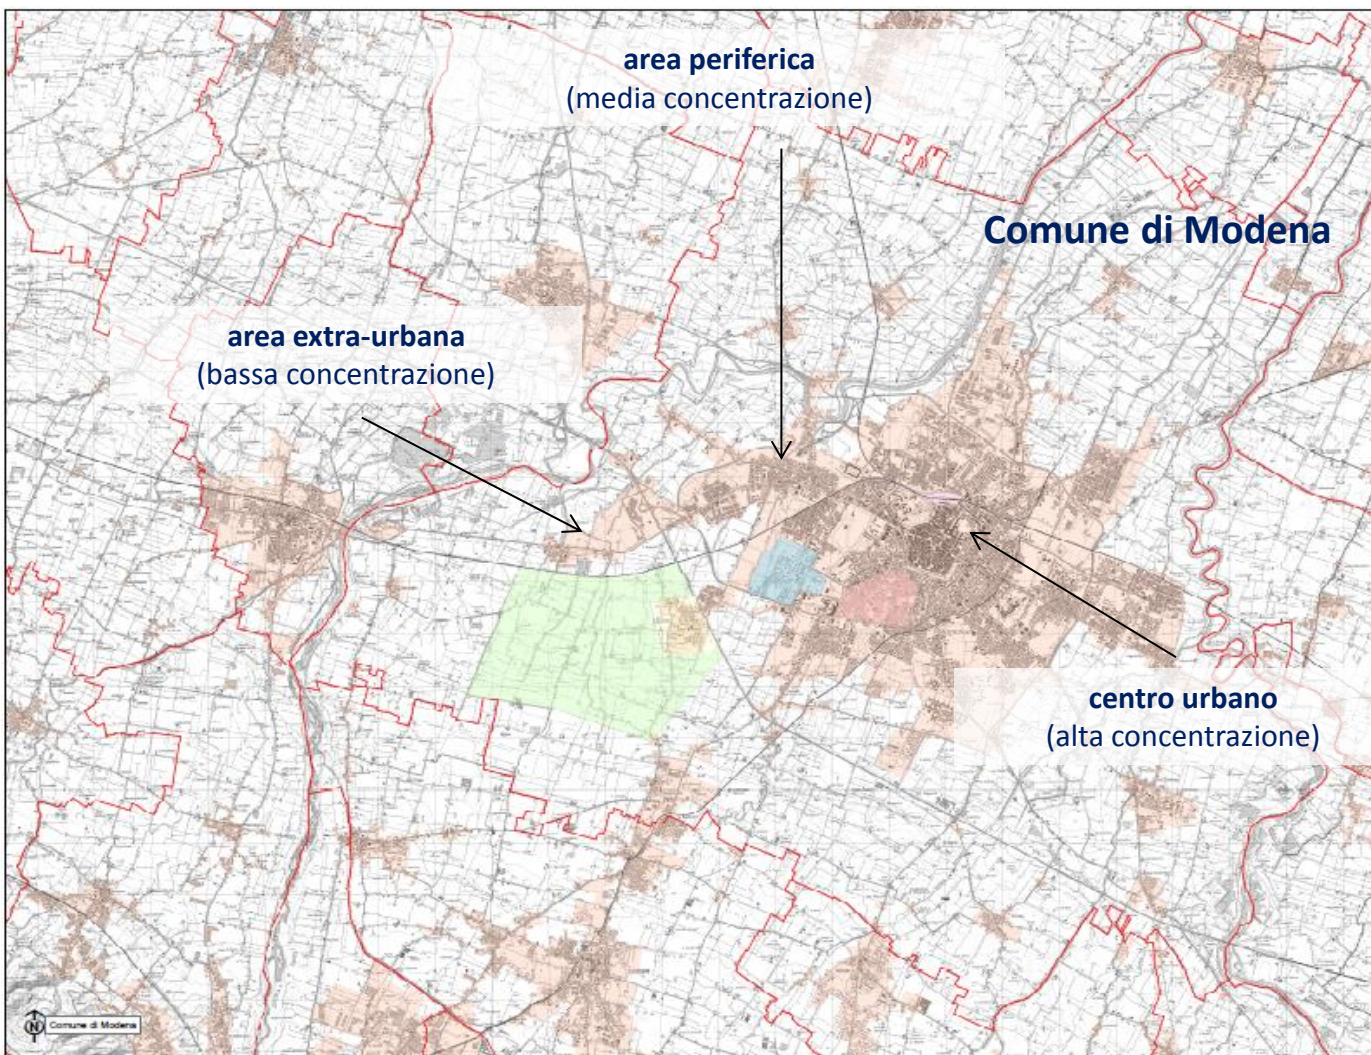 area periferica
(media concentrazione)
Comune di Modena
area extra-urbana
(bassa concentrazione)
centro urbano
(alta concentrazione)
N
Comune di Modena